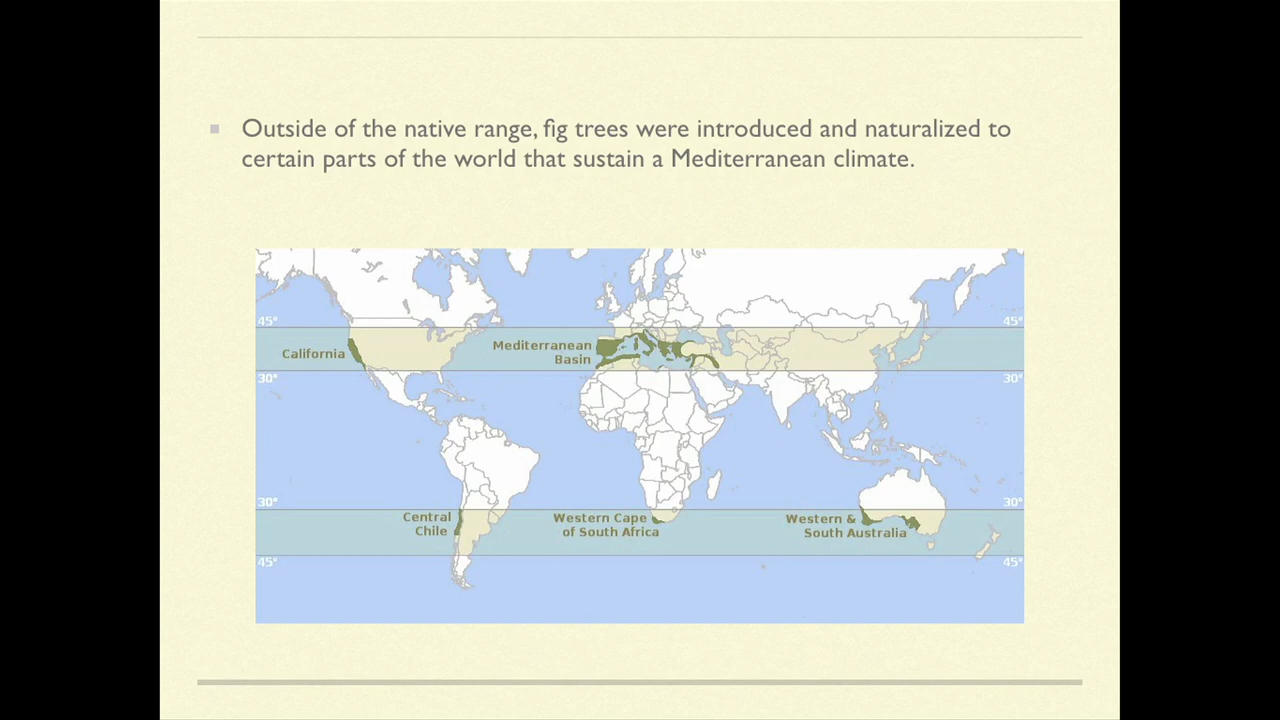 Outside of the native range, fig trees were introduced and naturalized to
certain parts of the world that sustain a Mediterranean climate.
45° 45°
California
Mediterranean
Basin
30° 30°
30° 30°
Central
Chile
Western Cape
of South Africa
Western &
South Australia
45° 45°